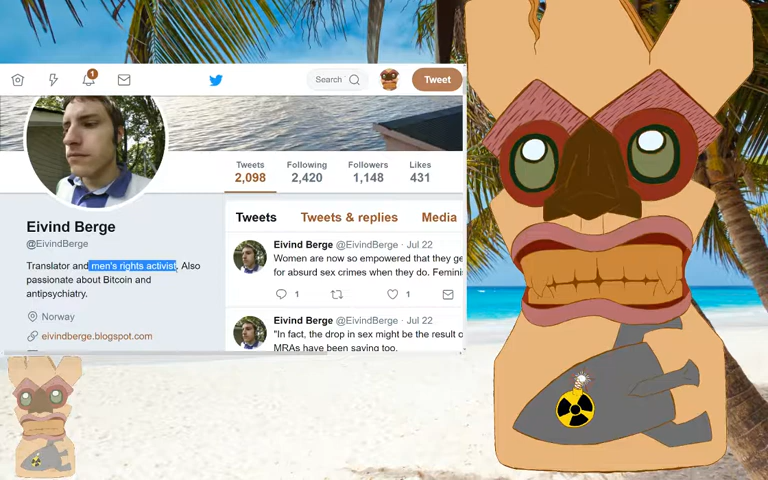 1
Search
Tweet
Tweets Following Followers Likes
2,098 2,420 1,148 431
Eivind Berge
@EivindBerge
Translator and men's rights activist. Also
passionate about Bitcoin and
antipsychiatry.
Norway
eivindberge.blogspot.com
Tweets Tweets & replies Media
Eivind Berge @EivindBerge · Jul 22
Women are now so empowered that they ge
for absurd sex crimes when they do. Femini
1 1
Eivind Berge @EivindBerge · Jul 22
"In fact, the drop in sex might be the result o
MRAs have been saying too.